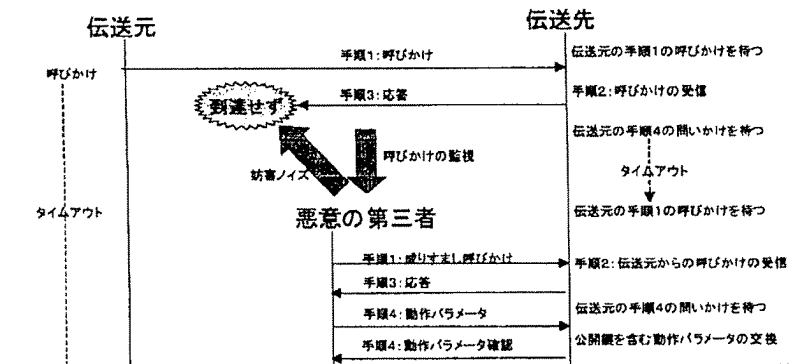 伝送元
伝送先
手順1:呼びかけ
伝送元の手順1の呼びかけを待つ
呼びかけ
到達せず
手順3:応答
手順2:呼びかけの受信
伝送元の手順4の問いかけを待つ
呼びかけの監視
妨害ノイズ
タイムアウト
タイムアウト
悪意の第三者
伝送元の手順1の呼びかけを待つ
手順1:成りすまし呼びかけ
手順2:伝送元からの呼びかけの受信
手順3:応答
伝送元の手順4の問いかけを待つ
手順4:動作パラメータ
公開鍵を含む動作パラメータの交換
手順4:動作パラメータ確認